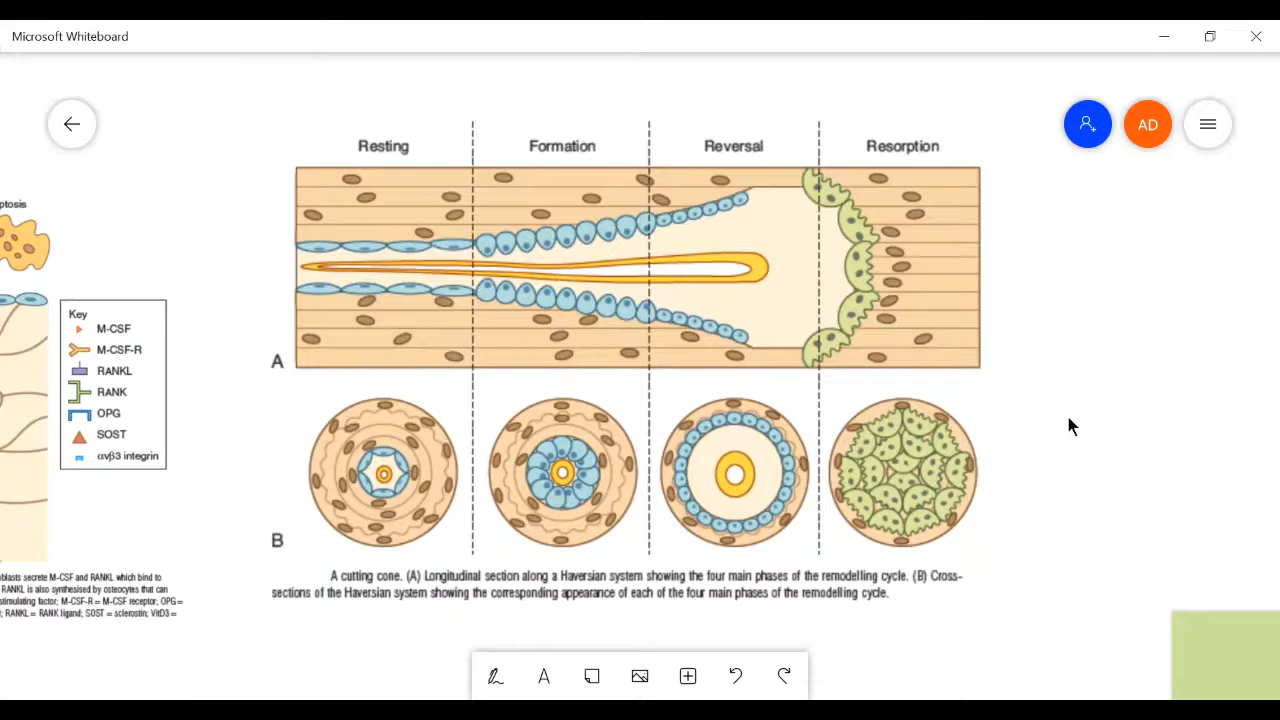 Microsoft Whiteboard
AD
Resting
Formation
Reversal
Resorption
ptosis
A
Key
M-CSF
M-CSF-R
RANKL
RANK
OPG
SOST
αvβ3 integrin
B
blasts secrete M-CSF and RANKL which bind to
RANKL is also synthesised by osteocytes that can
stimulating factor; M-CSF-R = M-CSF receptor; OPG =
; RANKL = RANK ligand; SOST = sclerostin; VitD3 =
A cutting cone. (A) Longitudinal section along a Haversian system showing the four main phases of the remodelling cycle. (B) Cross-
sections of the Haversian system showing the corresponding appearance of each of the four main phases of the remodelling cycle.
A